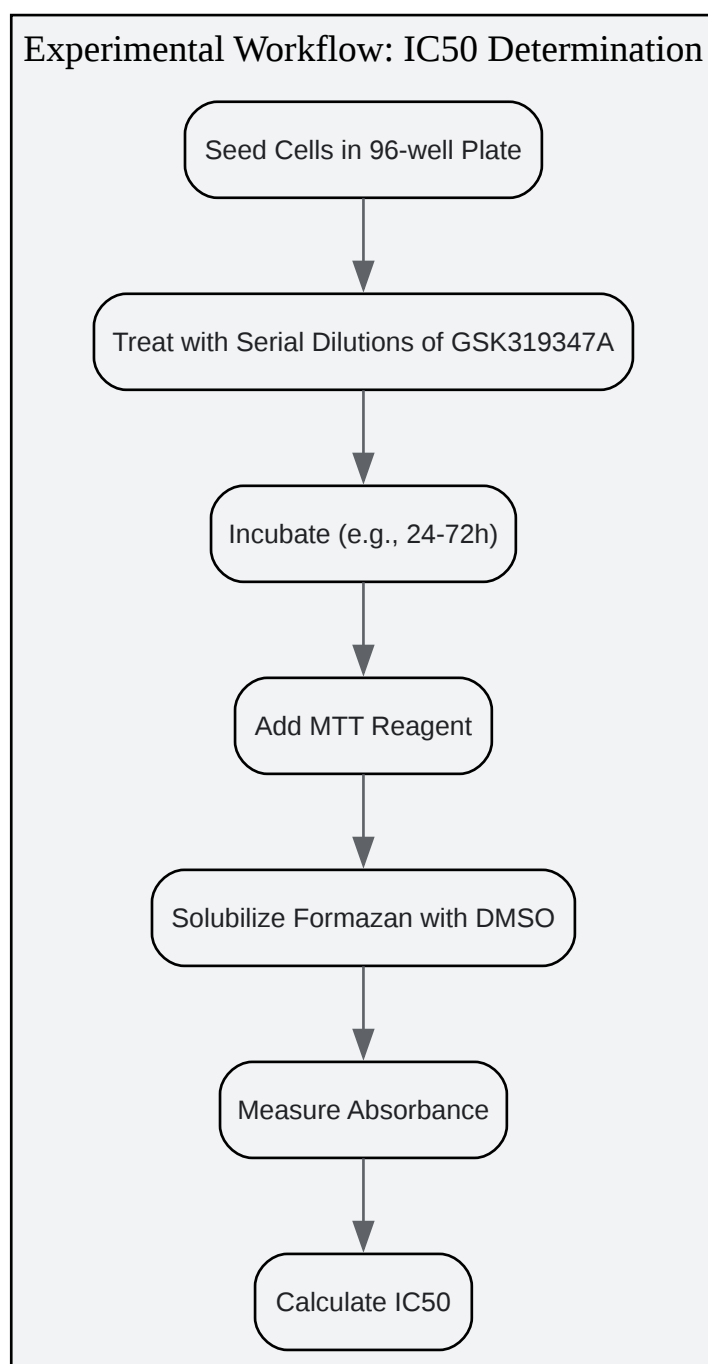 Experimental Workflow: IC50 Determination
Seed Cells in 96-well Plate
Treat with Serial Dilutions of GSK319347A
Incubate (e.g., 24-72h)
Add MTT Reagent
Solubilize Formazan with DMSO
Measure Absorbance
Calculate IC50